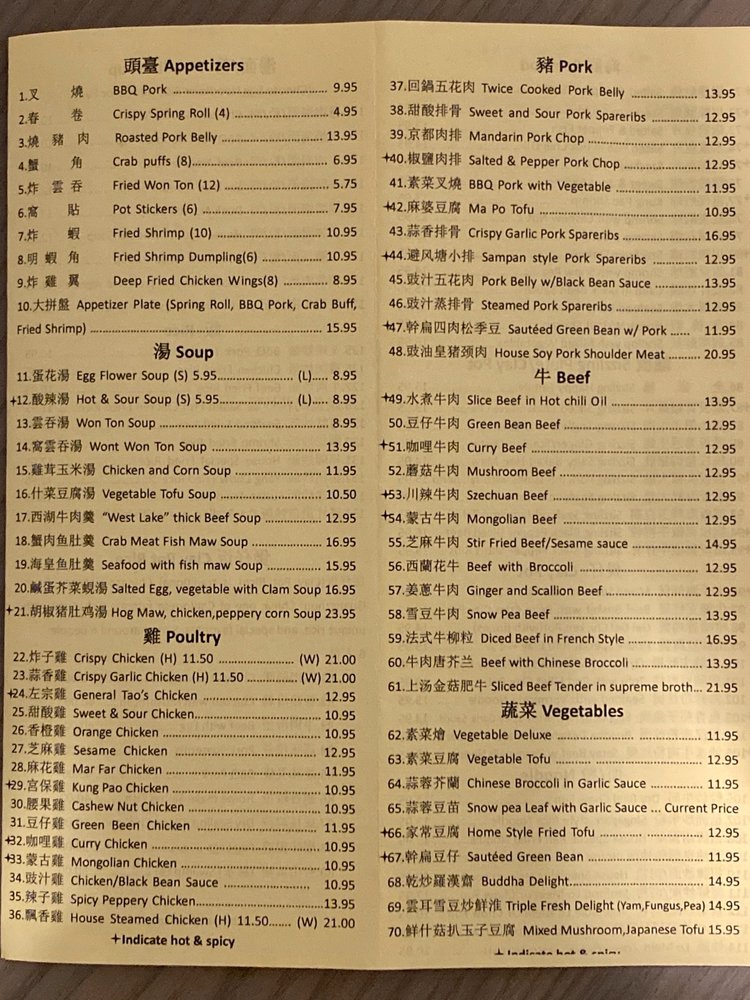 頭臺 Appetizers
1.叉 燒 BBQ Pork ........ 9.95
2.春 卷 Crispy Spring Roll (4) ........ 4.95
3.燒 豬 肉 Roasted Pork Belly ........ 13.95
4.蟹 角 Crab puffs (8) ........ 6.95
5.炸 雲 吞 Fried Won Ton (12) ........ 5.75
6.窩 貼 Pot Stickers (6) ........ 7.95
7.炸 蝦 Fried Shrimp (10) ........ 10.95
8.明 蝦 角 Fried Shrimp Dumpling(6) ........ 10.95
9.炸 雞 翼 Deep Fried Chicken Wings(8) ........ 8.95
10.大拼盤 Appetizer Plate (Spring Roll, BBQ Pork, Crab Buff,
Fried Shrimp) ........ 15.95
湯 Soup
11.蛋花湯 Egg Flower Soup (S) 5.95........ (L)..... 8.95
✦12.酸辣湯 Hot & Sour Soup (S) 5.95........ (L)..... 8.95
13.雲吞湯 Won Ton Soup ........ 8.95
14.窩雲吞湯 Wont Won Ton Soup ........ 13.95
15.雞茸玉米湯 Chicken and Corn Soup ........ 11.95
16.什菜豆腐湯 Vegetable Tofu Soup ........ 10.50
17.西湖牛肉羹 “West Lake” thick Beef Soup ........ 12.95
18.蟹肉鱼肚羹 Crab Meat Fish Maw Soup ........ 16.95
19.海皇鱼肚羹 Seafood with fish maw Soup ........ 15.95
20.鹹蛋芥菜蜆湯 Salted Egg, vegetable with Clam Soup 16.95
✦21.胡椒猪肚鸡湯 Hog Maw, chicken,peppery corn Soup 23.95
雞 Poultry
22.炸子雞 Crispy Chicken (H) 11.50 ........ (W) 21.00
23.蒜香雞 Crispy Garlic Chicken (H) 11.50 ........ (W) 21.00
✦24.左宗雞 General Tao’s Chicken ........ 12.95
25.甜酸雞 Sweet & Sour Chicken........ 10.95
26.香橙雞 Orange Chicken ........ 10.95
27.芝麻雞 Sesame Chicken ........ 12.95
28.麻花雞 Mar Far Chicken ........ 11.95
✦29.宮保雞 Kung Pao Chicken ........ 10.95
30.腰果雞 Cashew Nut Chicken ........ 10.95
31.豆仔雞 Green Been Chicken ........ 11.95
✦32.咖哩雞 Curry Chicken ........ 10.95
✦33.蒙古雞 Mongolian Chicken ........ 10.95
34.豉汁雞 Chicken/Black Bean Sauce ........ 10.95
35.辣子雞 Spicy Peppery Chicken........ 13.95
36.飄香雞 House Steamed Chicken (H) 11.50....... (W) 21.00
✦Indicate hot & spicy
豬 Pork
37.回鍋五花肉 Twice Cooked Pork Belly ........ 13.95
38.甜酸排骨 Sweet and Sour Pork Spareribs ........ 12.95
39.京都肉排 Mandarin Pork Chop ........ 12.95
✦40.椒鹽肉排 Salted & Pepper Pork Chop ........ 12.95
41.素菜叉燒 BBQ Pork with Vegetable ........ 11.95
✦42.麻婆豆腐 Ma Po Tofu ........ 10.95
43.蒜香排骨 Crispy Garlic Pork Spareribs ........ 16.95
✦44.避风塘小排 Sampan style Pork Spareribs ........ 12.95
45.豉汁五花肉 Pork Belly w/Black Bean Sauce ........ 13.95
46.豉汁蒸排骨 Steamed Pork Spareribs ........ 12.95
✦47.幹扁四肉松季豆 Sautéed Green Bean w/ Pork ...... 11.95
48.豉油皇猪颈肉 House Soy Pork Shoulder Meat ......... 20.95
牛 Beef
✦49.水煮牛肉 Slice Beef in Hot chili Oil ........ 13.95
50.豆仔牛肉 Green Bean Beef ........ 12.95
✦51.咖哩牛肉 Curry Beef ........ 12.95
52.蘑菇牛肉 Mushroom Beef ........ 12.95
✦53.川辣牛肉 Szechuan Beef ........ 12.95
✦54.蒙古牛肉 Mongolian Beef ........ 12.95
55.芝麻牛肉 Stir Fried Beef/Sesame sauce ........ 14.95
56.西蘭花牛 Beef with Broccoli ........ 12.95
57.姜蔥牛肉 Ginger and Scallion Beef ........ 12.95
58.雪豆牛肉 Snow Pea Beef ........ 13.95
59.法式牛柳粒 Diced Beef in French Style ........ 16.95
60.牛肉唐芥兰 Beef with Chinese Broccoli ........ 13.95
61.上汤金菇肥牛 Sliced Beef Tender in supreme broth... 21.95
蔬菜 Vegetables
62.素菜燴 Vegetable Deluxe ........ 11.95
63.素菜豆腐 Vegetable Tofu ........ 12.95
64.蒜蓉芥蘭 Chinese Broccoli in Garlic Sauce ........ 11.95
65.蒜蓉豆苗 Snow pea Leaf with Garlic Sauce ... Current Price
✦66.家常豆腐 Home Style Fried Tofu ........ 12.95
✦67.幹扁豆仔 Sautéed Green Bean ........ 11.95
68.乾炒羅漢齋 Buddha Delight........ 14.95
69.雲耳雪豆炒鮮淮 Triple Fresh Delight (Yam,Fungus,Pea) 14.95
70.鮮什菇扒玉子豆腐 Mixed Mushroom,Japanese Tofu 15.95
✦ Indicate hot & spicy